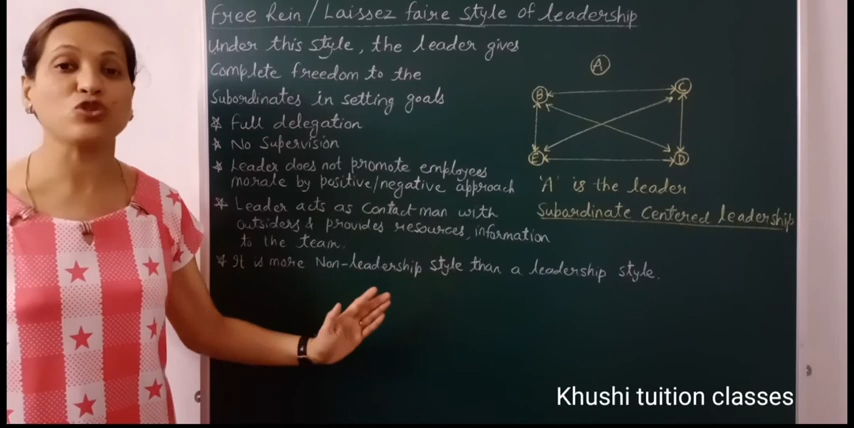 Free Rein / Laissez faire style of leadership
Under this style, the leader gives
Complete freedom to the
Subordinates in setting goals
* Full delegation
* No Supervision
* Leader does not promote employees
morale by positive/negative approach
* Leader acts as contact man with
outsiders & provides resources, information
to the team.
* It is more Non-leadership style than a leadership style.
A
B
C
E
D
'A' is the leader
Subordinate Centered leadership
Khushi tuition classes